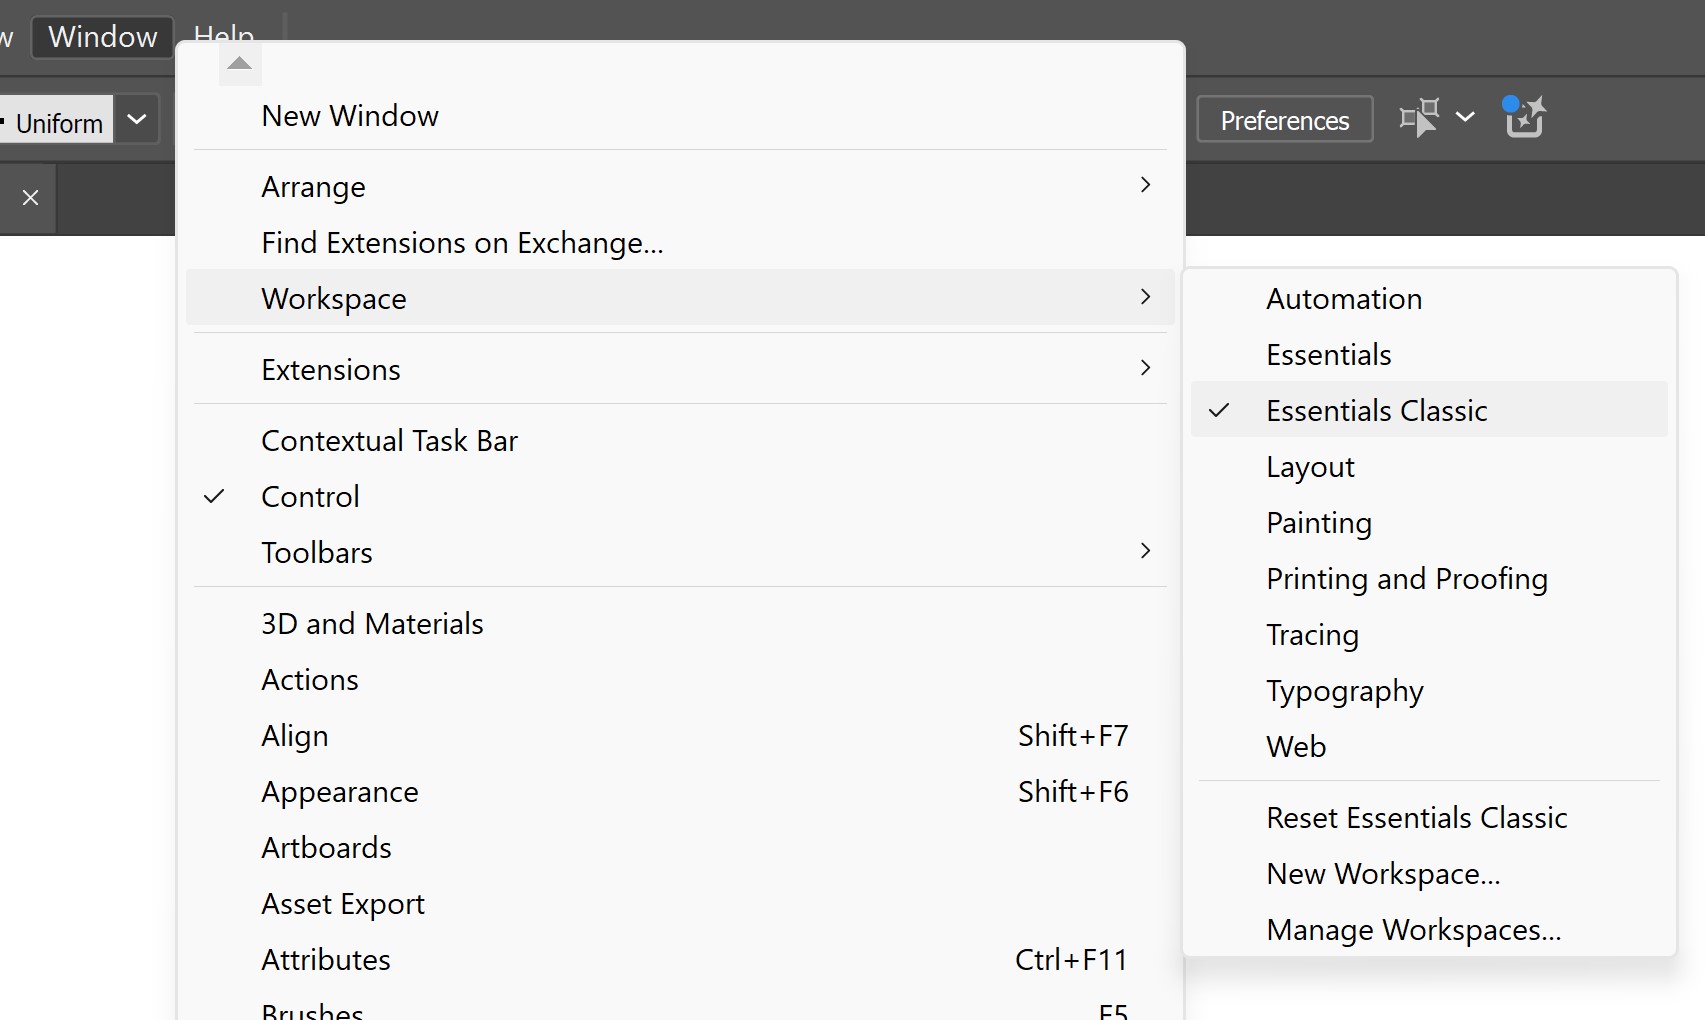 w Window Help
Uniform
Preferences
New Window
Arrange
Find Extensions on Exchange...
Workspace
Extensions
Contextual Task Bar
Control
Toolbars
3D and Materials
Actions
Align Shift+F7
Appearance Shift+F6
Artboards
Asset Export
Attributes Ctrl+F11
Brushes F5
Automation
Essentials
Essentials Classic
Layout
Painting
Printing and Proofing
Tracing
Typography
Web
Reset Essentials Classic
New Workspace...
Manage Workspaces...